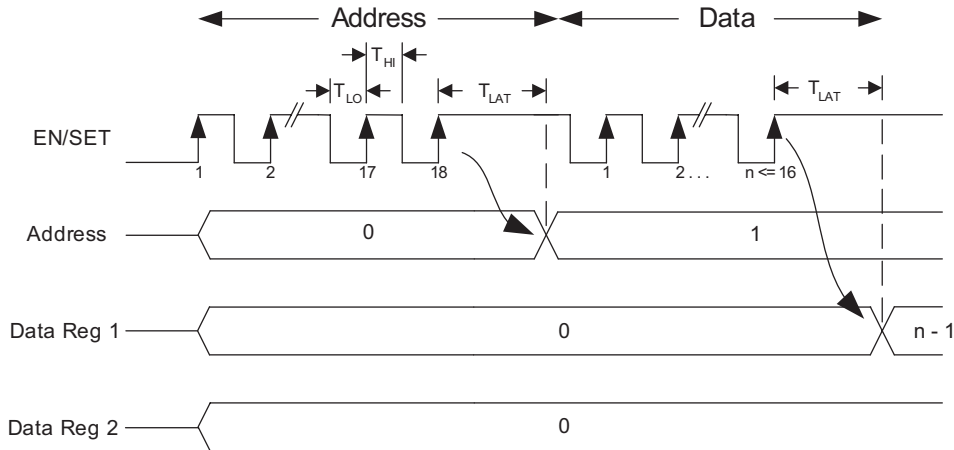 Address Data
T_HI
T_LO T_LAT T_LAT
EN/SET
1 2 17 18 1 2 . . . n <= 16
Address 0 1
Data Reg 1 0 n - 1
Data Reg 2 0